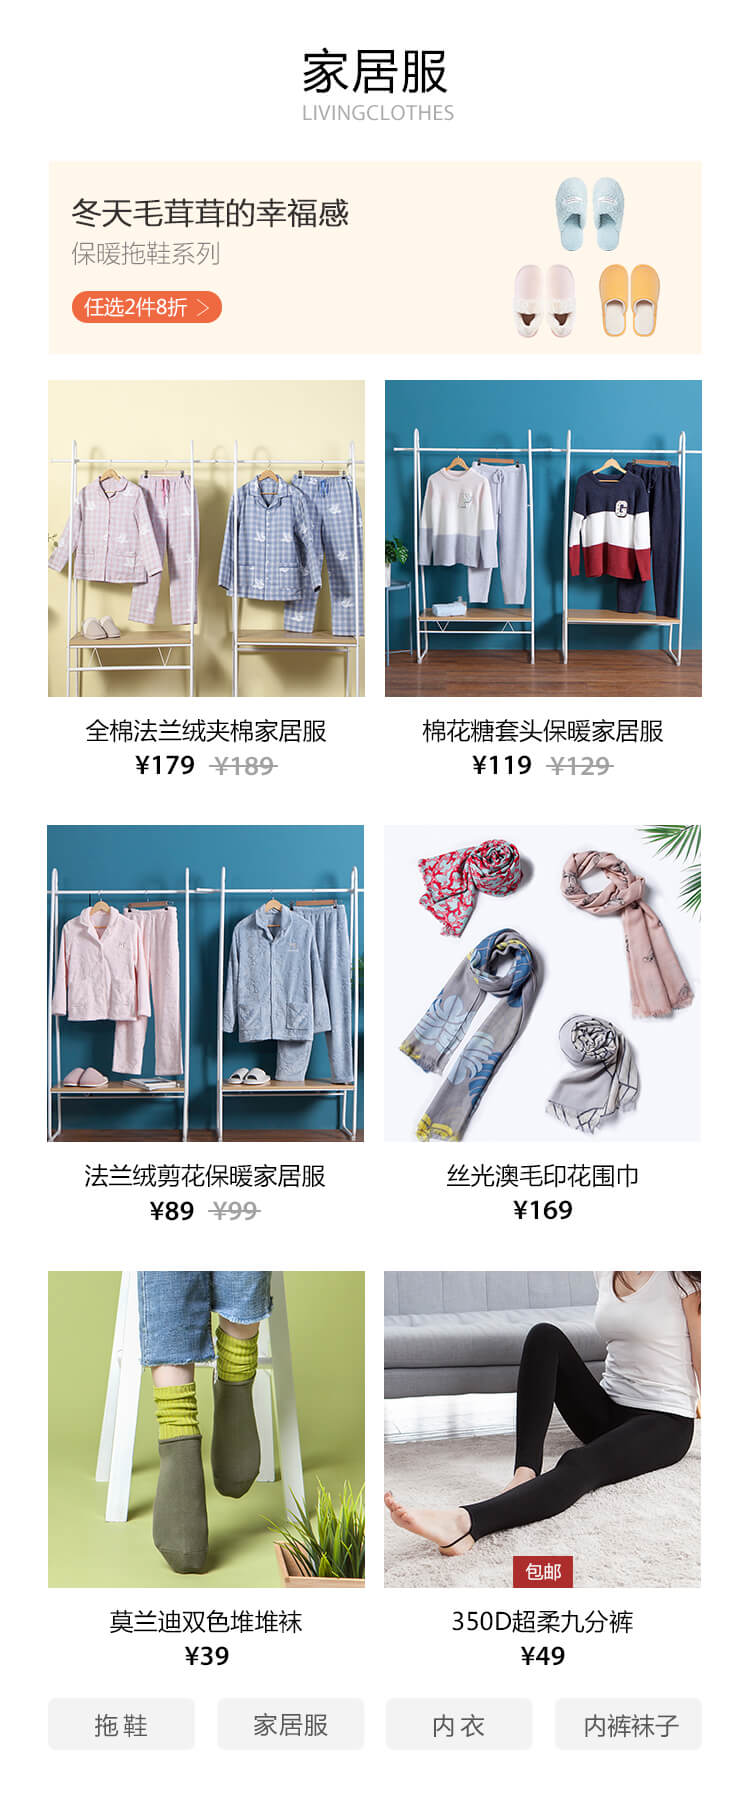 家居服
LIVINGCLOTHES
冬天毛茸茸的幸福感
保暖拖鞋系列
任选2件8折 >
全棉法兰绒夹棉家居服
¥179 ¥189
棉花糖套头保暖家居服
¥119 ¥129
法兰绒剪花保暖家居服
¥89 ¥99
丝光澳毛印花围巾
¥169
莫兰迪双色堆堆袜
¥39
包邮
350D超柔九分裤
¥49
拖鞋
家居服
内衣
内裤袜子